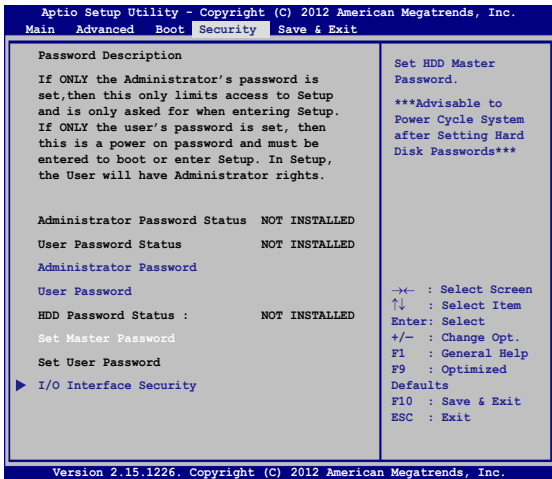 Aptio Setup Utility - Copyright (C) 2012 American Megatrends, Inc.
Main Advanced Boot Security Save & Exit
Password Description
If ONLY the Administrator's password is
set,then this only limits access to Setup
and is only asked for when entering Setup.
If ONLY the user's password is set, then
this is a power on password and must be
entered to boot or enter Setup. In Setup,
the User will have Administrator rights.
Administrator Password Status NOT INSTALLED
User Password Status NOT INSTALLED
Administrator Password
User Password
HDD Password Status : NOT INSTALLED
Set Master Password
Set User Password
I/O Interface Security
Set HDD Master
Password.
***Advisable to
Power Cycle System
after Setting Hard
Disk Passwords***
→← : Select Screen
↑↓ : Select Item
Enter: Select
+/— : Change Opt.
F1 : General Help
F9 : Optimized
Defaults
F10 : Save & Exit
ESC : Exit
Version 2.15.1226. Copyright (C) 2012 American Megatrends, Inc.